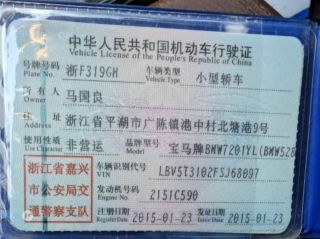 中华人民共和国机动车行驶证
Vehicle License of the People's Republic of China
号牌号码 浙F319GH 车辆类型 小型轿车
Plate No. Vehicle Type
所有人 马国良
Owner
住址 浙江省平湖市广陈镇港中村北塘港9号
Address
使用性质 非营运 品牌型号 宝马牌BMW7201YL(BMW528
Use Character Model
浙江省嘉兴 车辆识别代号 LBV5T3102FSJ68097
VIN
市公安局交 发动机号码 2151C590
Engine No.
通警察支队 注册日期 2015-01-23 发证日期 2015-01-23
Register Date Issue Date